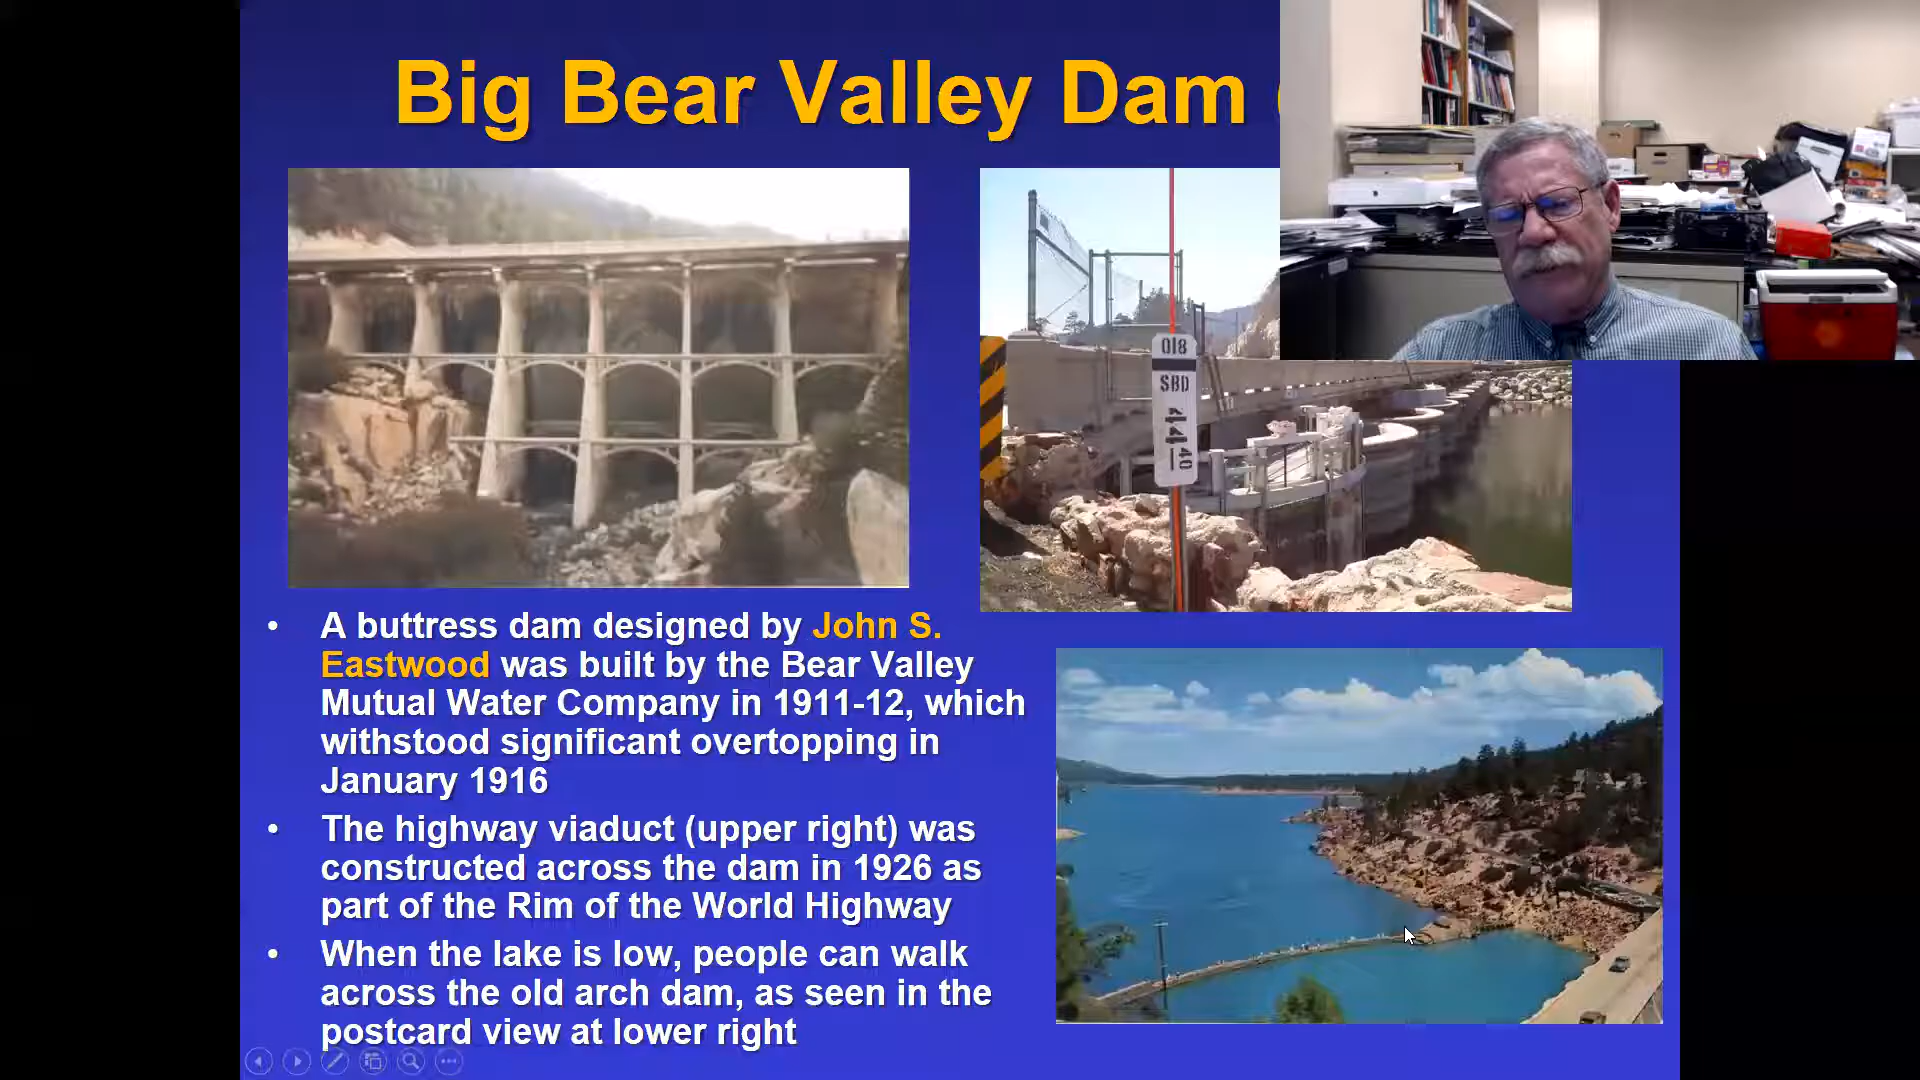 Big Bear Valley Dam
018
SBD
44
40
• A buttress dam designed by John S.
Eastwood was built by the Bear Valley
Mutual Water Company in 1911-12, which
withstood significant overtopping in
January 1916
• The highway viaduct (upper right) was
constructed across the dam in 1926 as
part of the Rim of the World Highway
• When the lake is low, people can walk
across the old arch dam, as seen in the
postcard view at lower right